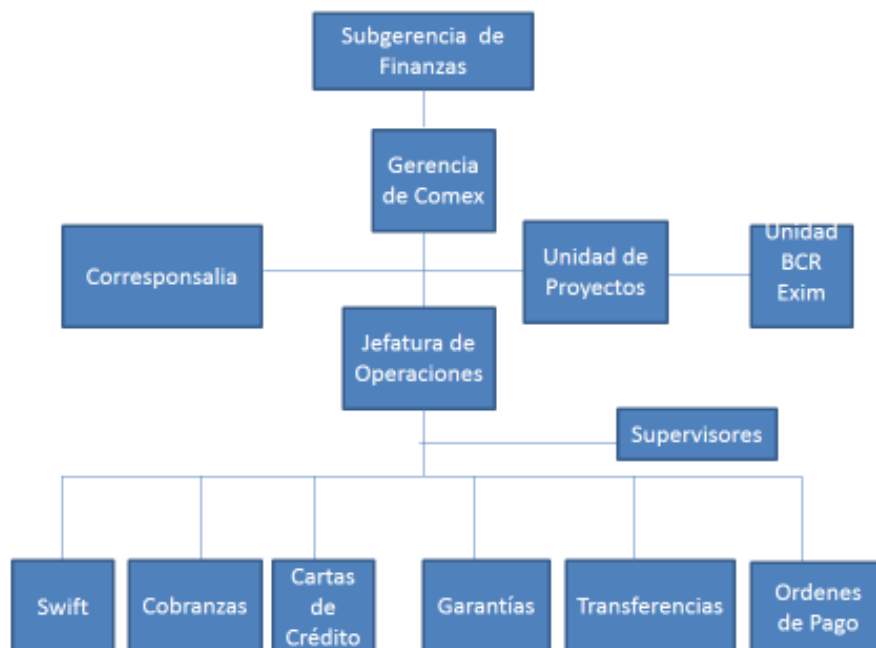 Subgerencia de
Finanzas
Gerencia
de Comex
Corresponsalia
Unidad de
Proyectos
Unidad
BCR
Exim
Jefatura de
Operaciones
Supervisores
Swift
Cobranzas
Cartas
de
Crédito
Garantías
Transferencias
Ordenes
de Pago